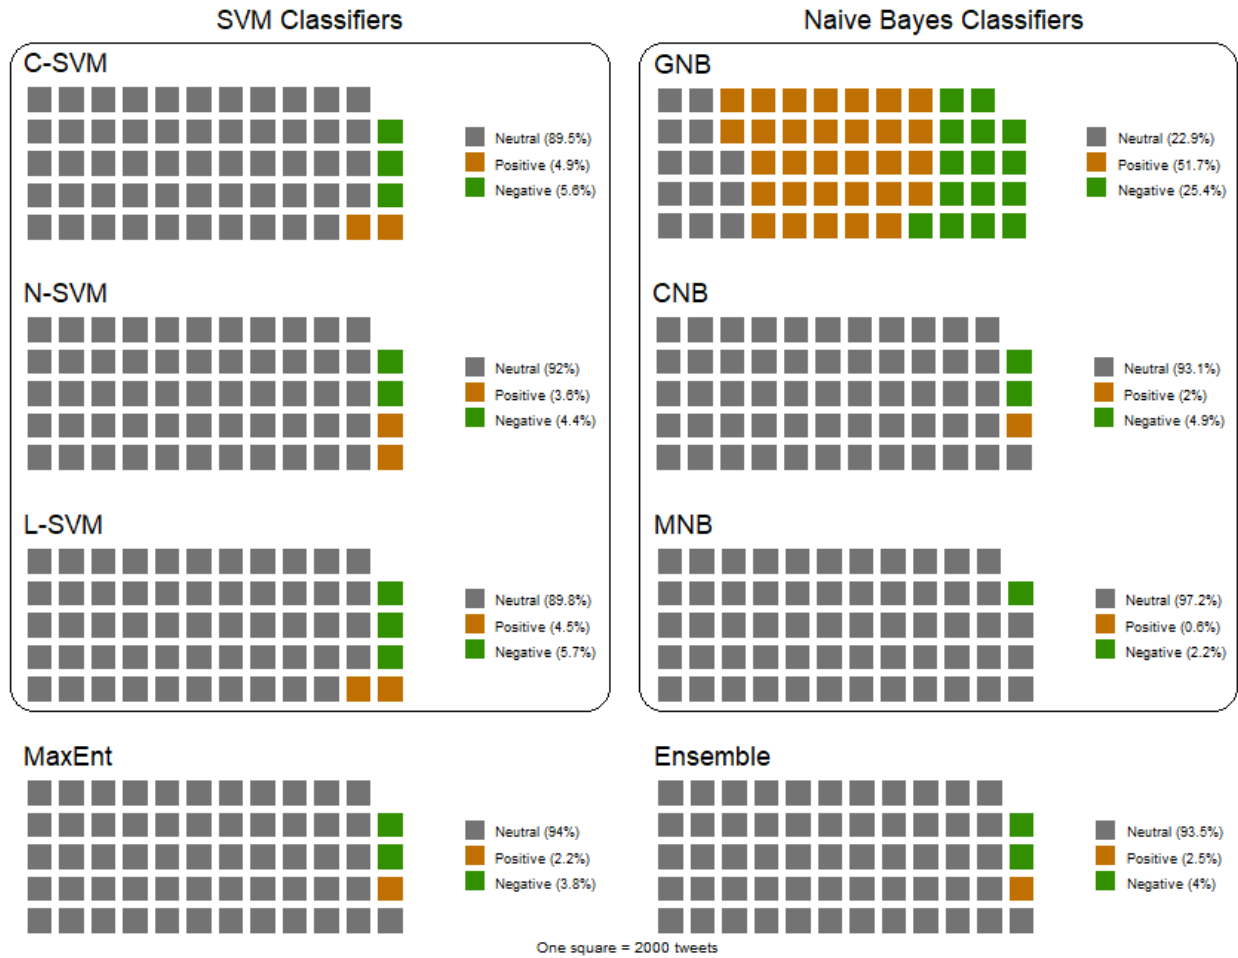 SVM Classifiers
Naive Bayes Classifiers
C-SVM
Neutral (89.5%)
Positive (4.9%)
Negative (5.6%)
GNB
Neutral (22.9%)
Positive (51.7%)
Negative (25.4%)
N-SVM
Neutral (92%)
Positive (3.6%)
Negative (4.4%)
CNB
Neutral (93.1%)
Positive (2%)
Negative (4.9%)
L-SVM
Neutral (89.8%)
Positive (4.5%)
Negative (5.7%)
MNB
Neutral (97.2%)
Positive (0.6%)
Negative (2.2%)
MaxEnt
Neutral (94%)
Positive (2.2%)
Negative (3.8%)
Ensemble
Neutral (93.5%)
Positive (2.5%)
Negative (4%)
One square = 2000 tweets